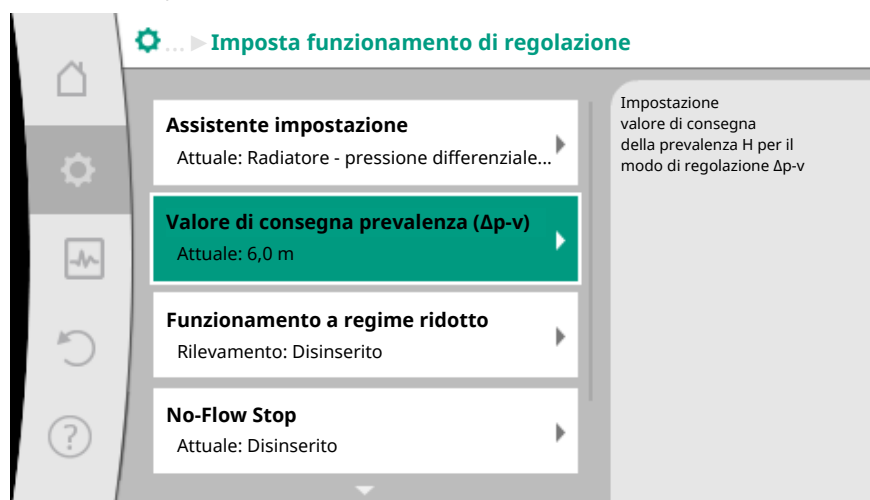 ... Imposta funzionamento di regolazione
Assistente impostazione
Attuale: Radiatore - pressione differenziale...
Valore di consegna prevalenza (Δp-v)
Attuale: 6,0 m
Funzionamento a regime ridotto
Rilevamento: Disinserito
No-Flow Stop
Attuale: Disinserito
Impostazione
valore di consegna
della prevalenza H per il
modo di regolazione Δp-v
?